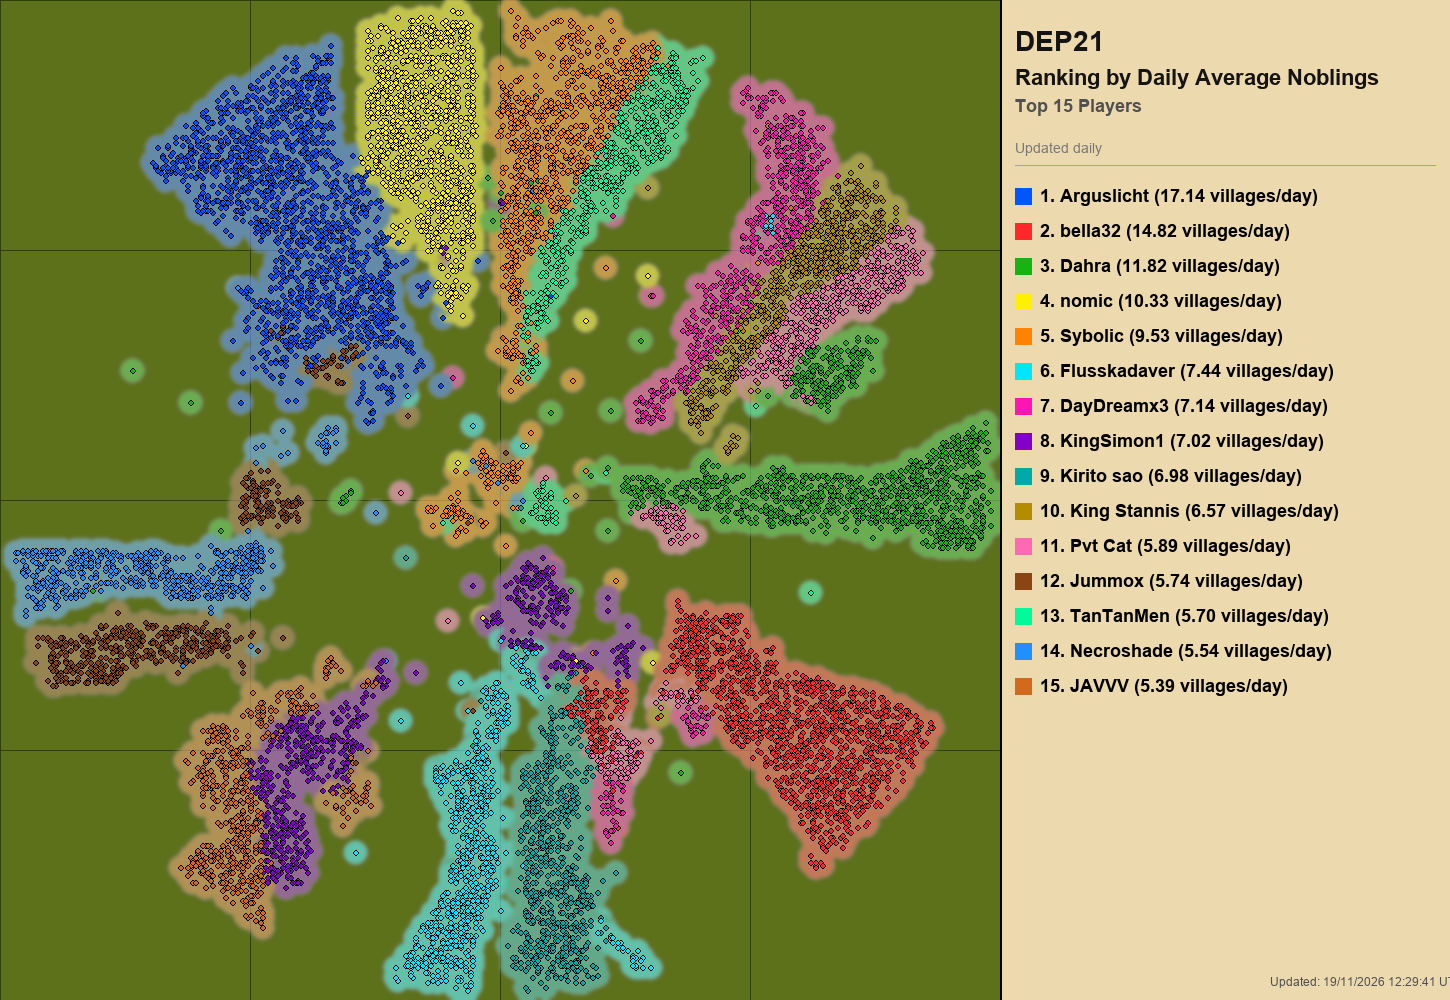 DEP21
Ranking by Daily Average Noblings
Top 15 Players
Updated daily
1. Arguslicht (17.14 villages/day)
2. bella32 (14.82 villages/day)
3. Dahra (11.82 villages/day)
4. nomic (10.33 villages/day)
5. Sybolic (9.53 villages/day)
6. Flusskadaver (7.44 villages/day)
7. DayDreamx3 (7.14 villages/day)
8. KingSimon1 (7.02 villages/day)
9. Kirito sao (6.98 villages/day)
10. King Stannis (6.57 villages/day)
11. Pvt Cat (5.89 villages/day)
12. Jummox (5.74 villages/day)
13. TanTanMen (5.70 villages/day)
14. Necroshade (5.54 villages/day)
15. JAVVV (5.39 villages/day)
Updated: 19/11/2026 12:29:41